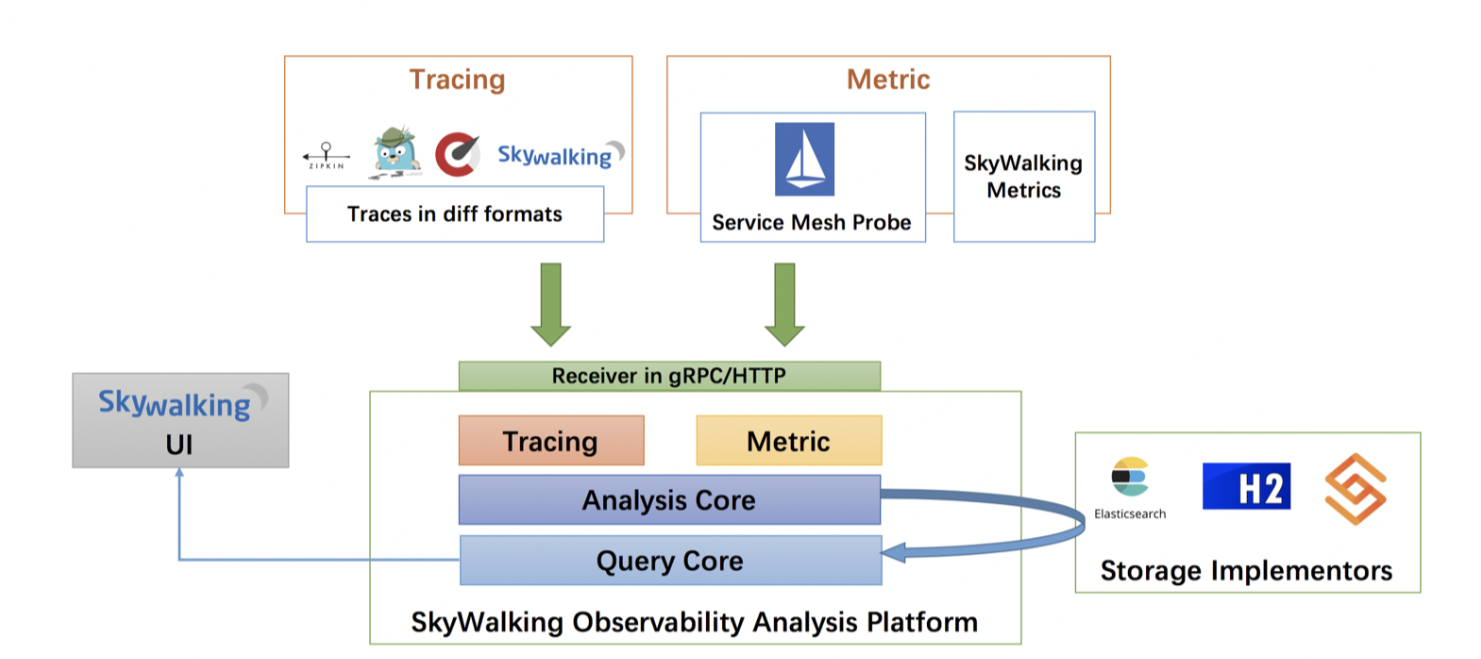 Tracing
Metric
ZIPKIN
Skywalking
SkyWalking
Metrics
Traces in diff formats
Service Mesh Probe
Receiver in gRPC/HTTP
Skywalking
UI
Tracing
Metric
Analysis Core
Query Core
SkyWalking Observability Analysis Platform
Elasticsearch
H2
Storage Implementors